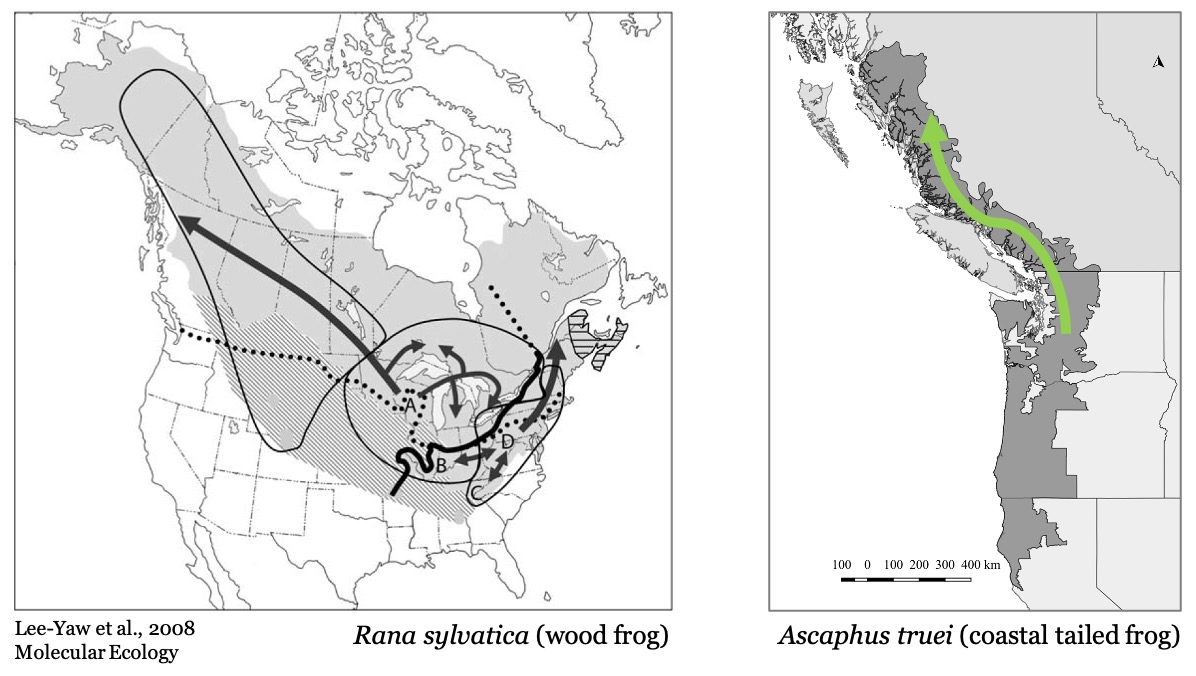 A
B
C
D
100 0 100 200 300 400 km
Lee-Yaw et al., 2008
Molecular Ecology
Rana sylvatica (wood frog)
Ascaphus truei (coastal tailed frog)